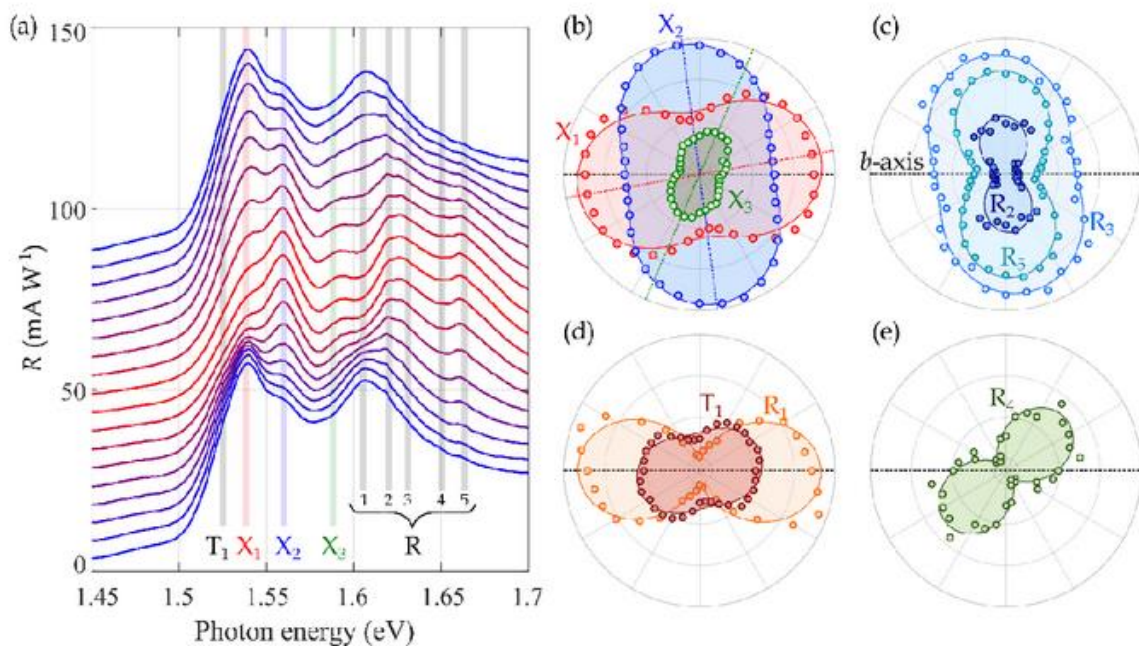 (a)
150
100
50
0
R (mA W⁻¹)
1 2 3 4 5
T₁ X₁ X₂ X₃ R
1.45 1.5 1.55 1.6 1.65 1.7
Photon energy (eV)
(b)
X₂
X₁
X₃
(c)
b-axis
R₂
R₃
R₅
(d)
T₁
R₁
(e)
R₄